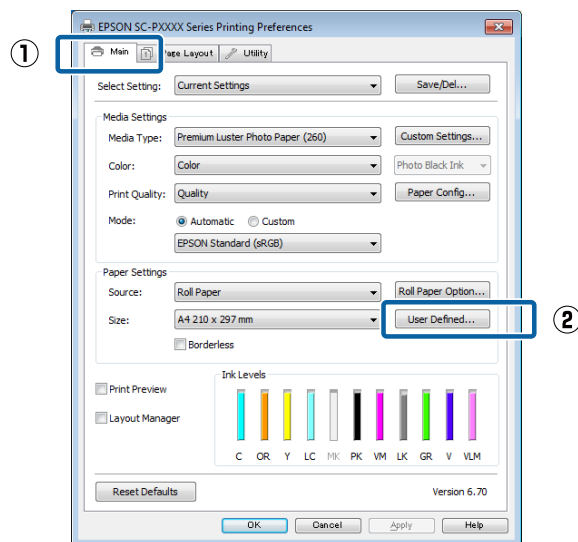 EPSON SC-PXXXX Series Printing Preferences
①
Main Page Layout Utility
Select Setting: Current Settings Save/Del...
Media Settings
Media Type: Premium Luster Photo Paper (260) Custom Settings...
Color: Color Photo Black Ink
Print Quality: Quality Paper Config...
Mode: Automatic Custom
EPSON Standard (sRGB)
Paper Settings
Source: Roll Paper Roll Paper Option...
Size: A4 210 x 297 mm User Defined...
②
Borderless
Ink Levels
Print Preview
Layout Manager
C OR Y LC MK PK VM LK GR V VLM
Reset Defaults Version 6.70
OK Cancel Apply Help